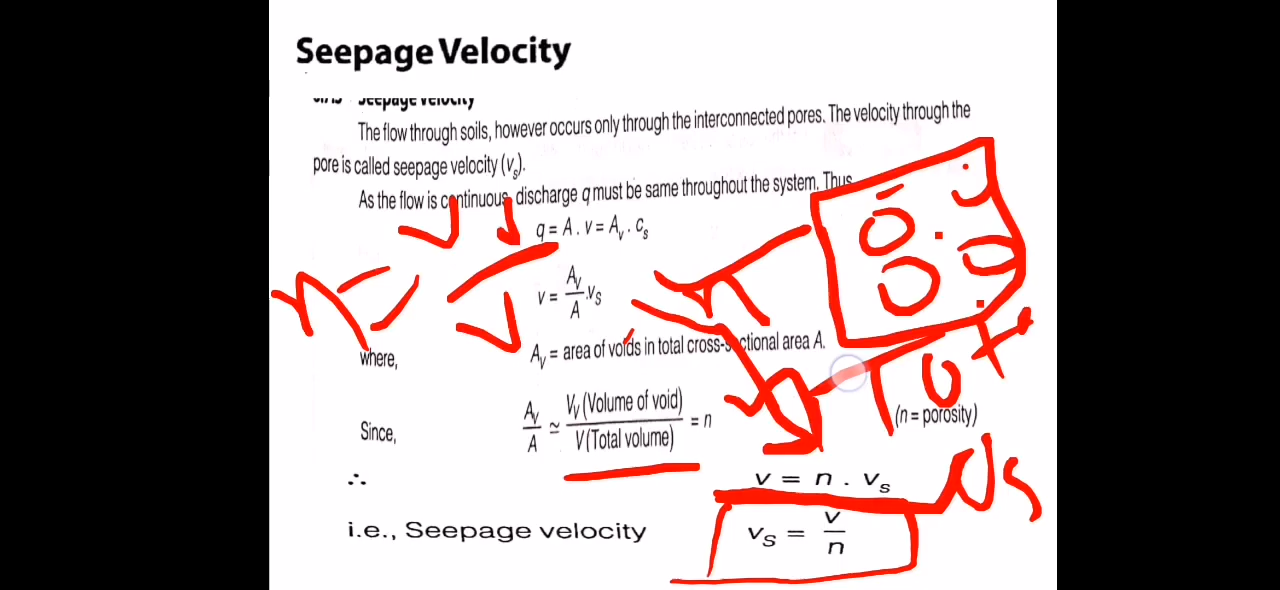 Seepage Velocity
Seepage Velocity
The flow through soils, however occurs only through the interconnected pores. The velocity through the
pore is called seepage velocity (vs).
As the flow is continuous, discharge q must be same throughout the system. Thus
q = A . v = Av . cs
v = Av/A .vs
where,
Av = area of voids in total cross-sectional area A.
Since,
Av/A ≃ Vv (Volume of void)/V (Total volume) = n
(n = porosity)
∴
v = n . vs
i.e., Seepage velocity
vs = v/n
n =